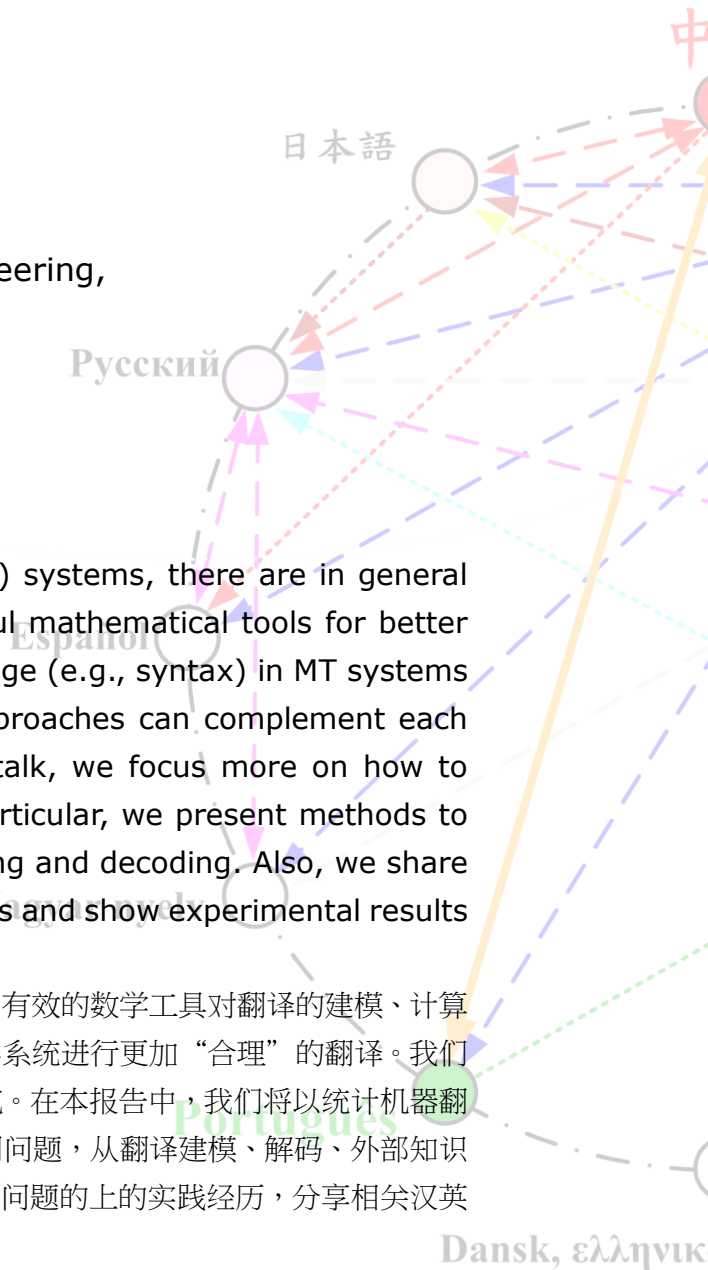 中
日本語
eering,
Русский
) systems, there are in general
ul mathematical tools for better
Español
ge (e.g., syntax) in MT systems
proaches can complement each
talk, we focus more on how to
articular, we present methods to
ng and decoding. Also, we share
agyar nyelv
s and show experimental results
有效的数学工具对翻译的建模、计算
系统进行更加“合理”的翻译。我们
。在本报告中，我们将以统计机器翻
Português
问题，从翻译建模、解码、外部知识
问题的上的实践经历，分享相关汉英
Dansk, ελληνικ